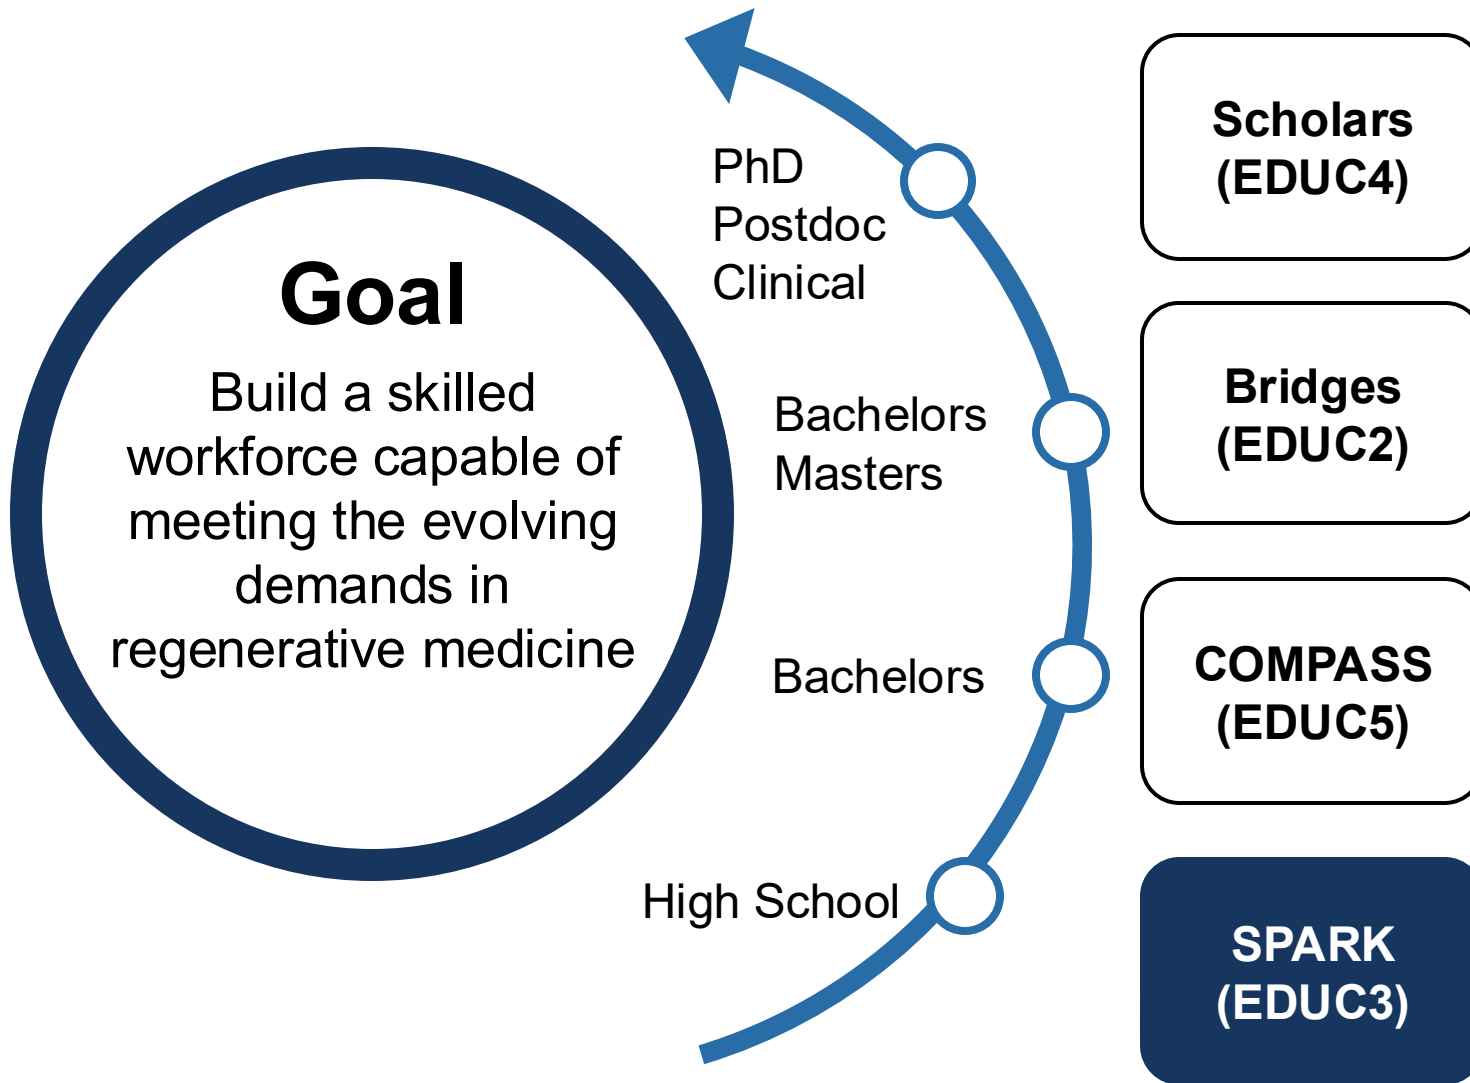 Goal
Build a skilled
workforce capable of
meeting the evolving
demands in
regenerative medicine
PhD
Postdoc
Clinical
Bachelors
Masters
Bachelors
High School
Scholars
(EDUC4)
Bridges
(EDUC2)
COMPASS
(EDUC5)
SPARK
(EDUC3)